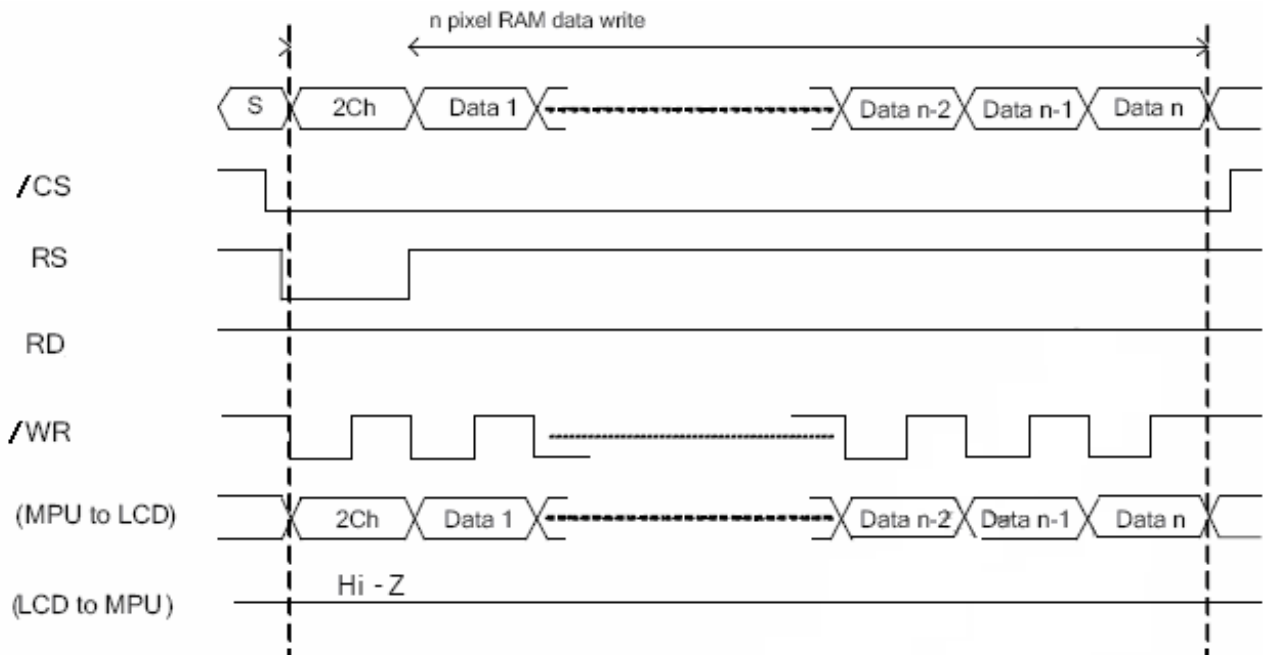 n pixel RAM data write
S 2Ch Data 1 Data n-2 Data n-1 Data n
/CS
RS
RD
/WR
(MPU to LCD) 2Ch Data 1 Data n-2 Data n-1 Data n
Hi - Z
(LCD to MPU)